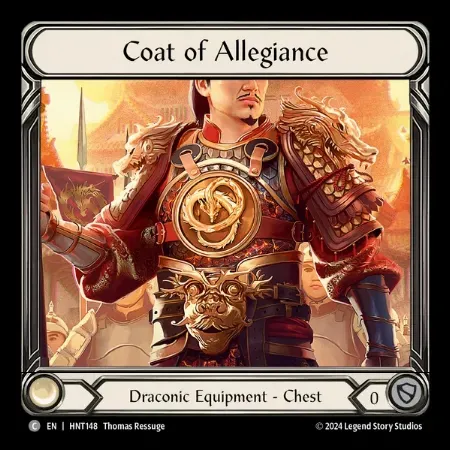 Coat of Allegiance
Draconic Equipment - Chest
0
C EN | HNT148 Thomas Ressuge © 2024 Legend Story Studios